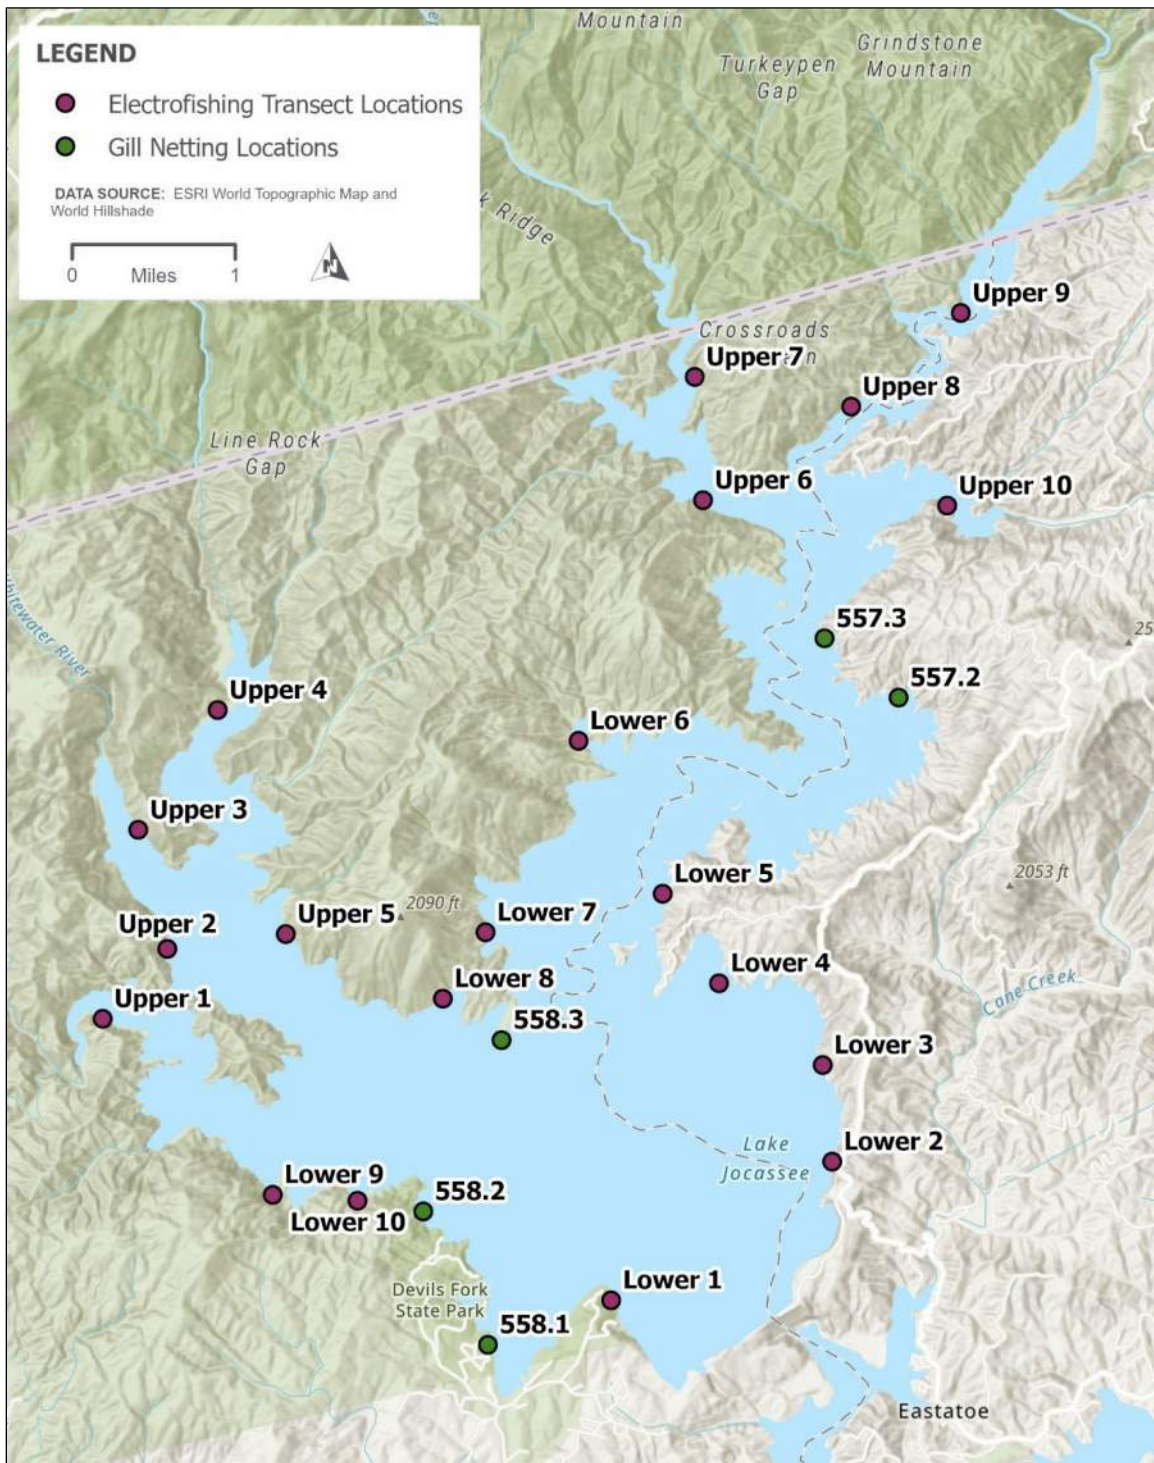 Mountain
Grindstone
Mountain
Turkeypen
Gap
LEGEND
Electrofishing Transect Locations
Gill Netting Locations
DATA SOURCE: ESRI World Topographic Map and
World Hillshade
0 Miles 1
N
k Ridge
Upper 9
Crossroads
Upper 7
Upper 8
Line Rock
Gap
Upper 6
Upper 10
Whitewater River
557.3
25
557.2
Upper 4
Lower 6
Upper 3
Lower 5
2053 ft
2090 ft
Upper 5
Lower 7
Upper 2
Lower 4
Lower 8
Cane Creek
Upper 1
558.3
Lower 3
Lake
Jocassee
Lower 2
Lower 9
558.2
Lower 10
Lower 1
Devils Fork
State Park
558.1
Eastatoe